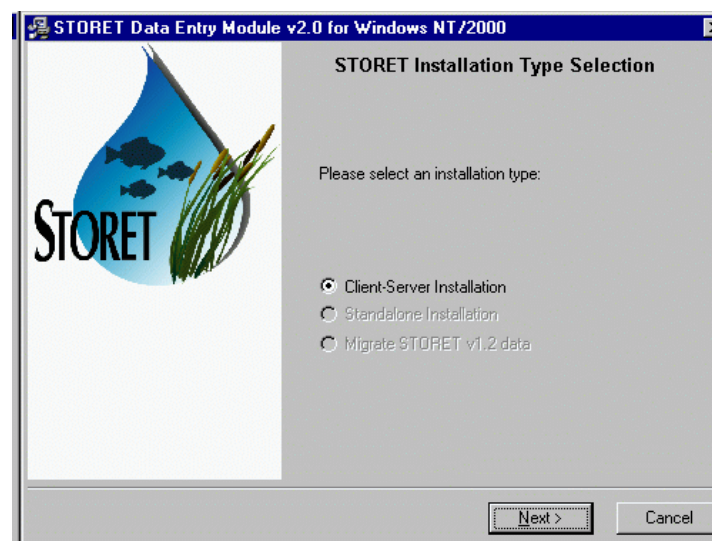 STORET Data Entry Module v2.0 for Windows NT/2000
STORET Installation Type Selection
Please select an installation type:
STORET
Client-Server Installation
Standalone Installation
Migrate STORET v1.2 data
Next >
Cancel